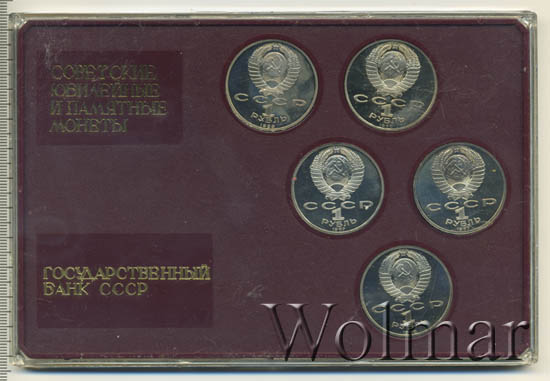 СОВЕТСКИЕ
ЮБИЛЕЙНЫЕ
И ПАМЯТНЫЕ
МОНЕТЫ
СССР
РУБЛЬ
СССР
1
РУБЛЬ
СССР
1
РУБЛЬ
СССР
1
РУБЛЬ
СССР
1
ГОСУДАРСТВЕННЫЙ
БАНК СССР
Wolmar